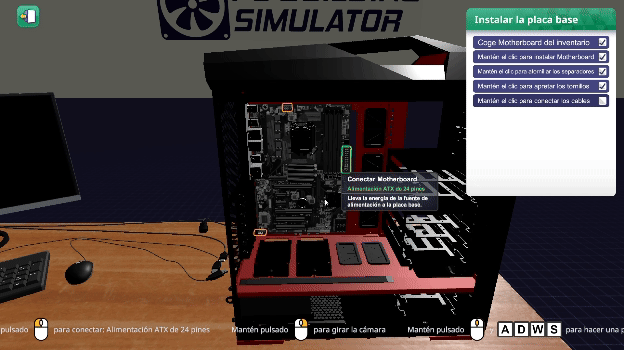 SIMULATOR
Instalar la placa base
Coge Motherboard del inventario
Mantén el clic para instalar Motherboard
Mantén el clic para atornillar los separadores
Mantén el clic para apretar los tornillos
Mantén el clic para conectar los cables
Conectar Motherboard
Alimentación ATX de 24 pines
Lleva la energía de la fuente de
alimentación a la placa base.
pulsado para conectar: Alimentación ATX de 24 pines Mantén pulsado para girar la cámara Mantén pulsado A D W S para hacer una p